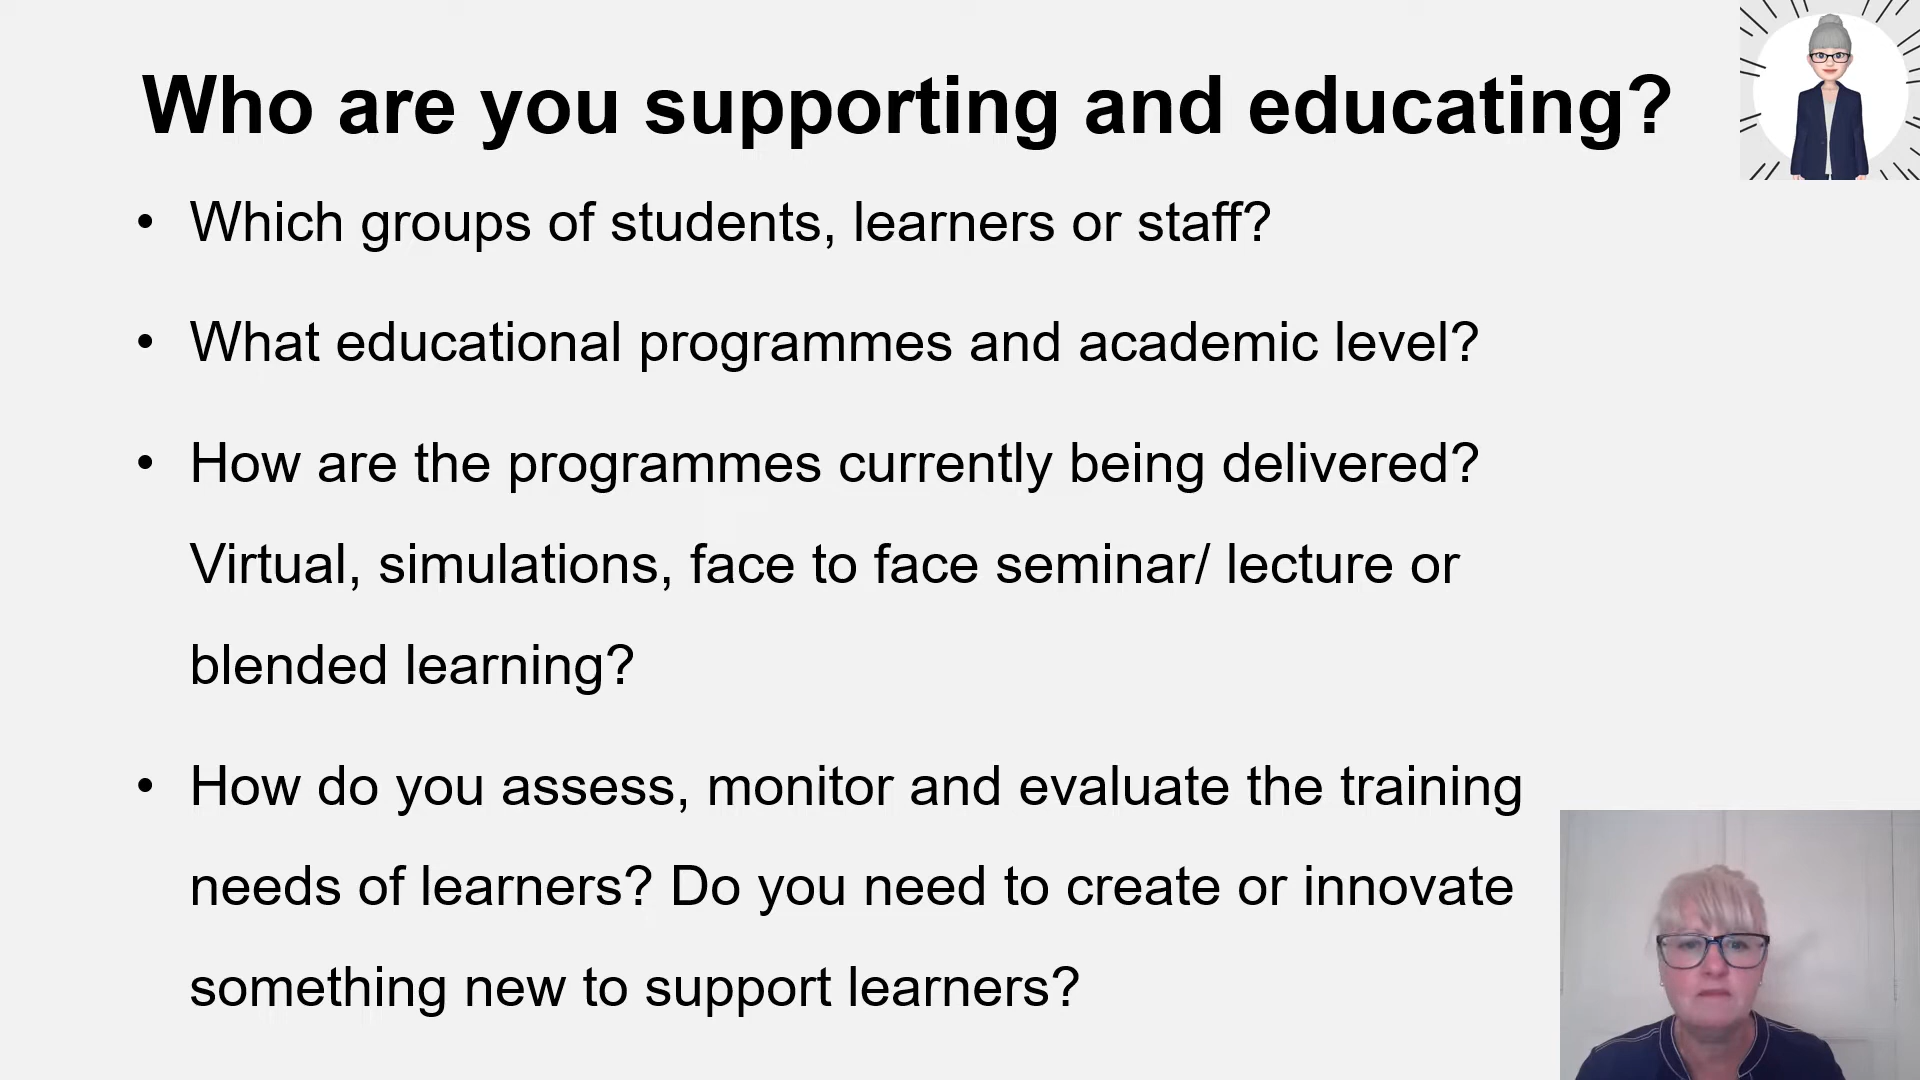 Who are you supporting and educating?
• Which groups of students, learners or staff?
• What educational programmes and academic level?
• How are the programmes currently being delivered?
Virtual, simulations, face to face seminar/ lecture or
blended learning?
• How do you assess, monitor and evaluate the training
needs of learners? Do you need to create or innovate
something new to support learners?